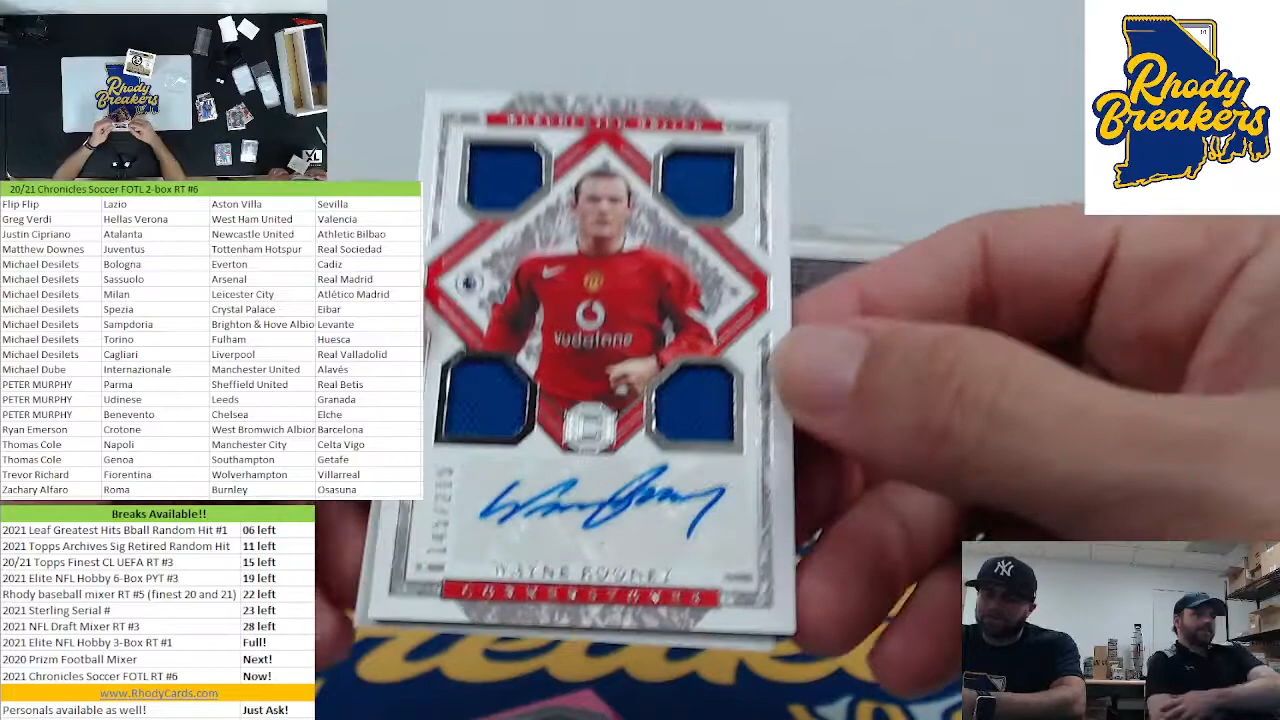 Rhody
Breakers
XL
20/21 Chronicles Soccer FOTL 2-box RT #6
Flip Flip Lazio Aston Villa Sevilla
Greg Verdi Hellas Verona West Ham United Valencia
Justin Cipriano Atalanta Newcastle United Athletic Bilbao
Matthew Downes Juventus Tottenham Hotspur Real Sociedad
Michael Desilets Bologna Everton Cadiz
Michael Desilets Sassuolo Arsenal Real Madrid
Michael Desilets Milan Leicester City Atlético Madrid
Michael Desilets Spezia Crystal Palace Eibar
Michael Desilets Sampdoria Brighton & Hove Albio Levante
Michael Desilets Torino Fulham Huesca
Michael Desilets Cagliari Liverpool Real Valladolid
Michael Dube Internazionale Manchester United Alavés
PETER MURPHY Parma Sheffield United Real Betis
PETER MURPHY Udinese Leeds Granada
PETER MURPHY Benevento Chelsea Elche
Ryan Emerson Crotone West Bromwich Albior Barcelona
Thomas Cole Napoli Manchester City Celta Vigo
Thomas Cole Genoa Southampton Getafe
Trevor Richard Fiorentina Wolverhampton Villarreal
Zachary Alfaro Roma Burnley Osasuna
Breaks Available!!
2021 Leaf Greatest Hits Bball Random Hit #1 06 left
2021 Topps Archives Sig Retired Random Hit 11 left
20/21 Topps Finest CL UEFA RT #3 15 left
2021 Elite NFL Hobby 6-Box PYT #3 19 left
Rhody baseball mixer RT #5 (finest 20 and 21) 22 left
2021 Sterling Serial # 23 left
2021 NFL Draft Mixer RT #3 28 left
2021 Elite NFL Hobby 3-Box RT #1 Full!
2020 Prizm Football Mixer Next!
2021 Chronicles Soccer FOTL RT #6 Now!
www.RhodyCards.com
Personals available as well! Just Ask!
MANCHESTER UNITED
vodafone
WAYNE ROONEY
CORNERSTONES
Rhody
Breakers
1/1
NY